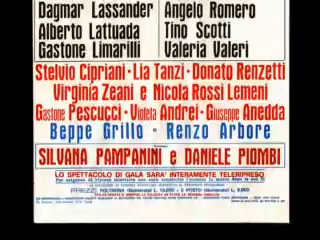 Dagmar Lassander
Alberto Lattuada
Gastone Limarilli
Angelo Romero
Tino Scotti
Valeria Valeri
Stelvio Cipriani - Lia Tanzi - Donato Renzetti
Virginia Zeani e Nicola Rossi Lemeni
Gastone Pescucci - Violeta Andrei - Giuseppe Anedda
Beppe Grillo • Renzo Arbore
SILVANA PAMPANINI e DANIELE PIOMBI
LO SPETTACOLO DI GALA SARA' INTERAMENTE TELERIPRESO